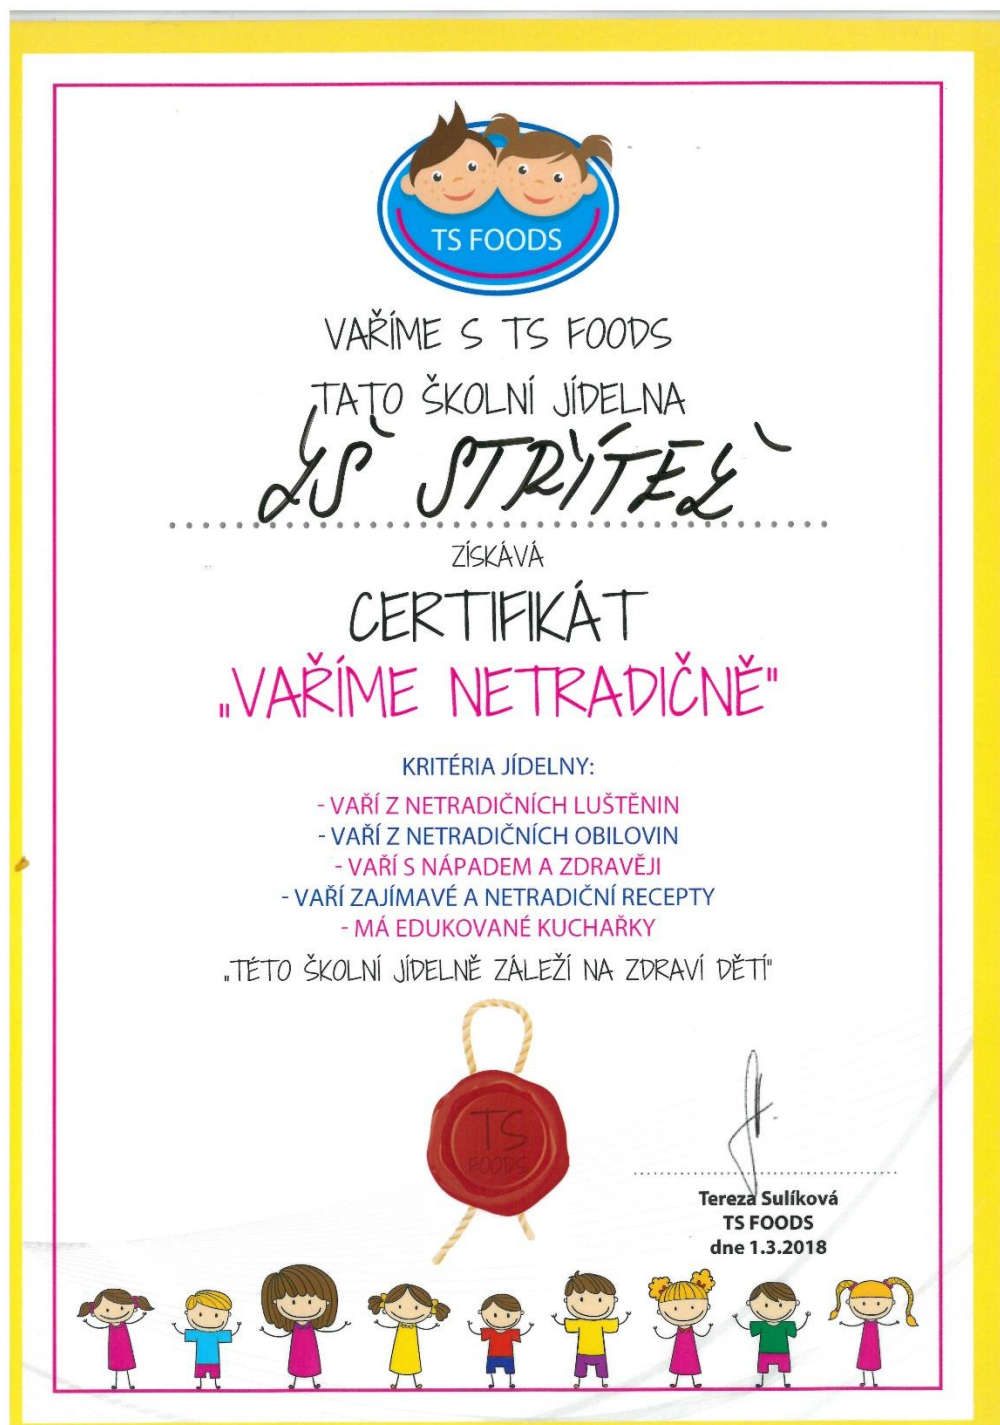 TS FOODS
VAŘÍME S TS FOODS
TATO ŠKOLNÍ JÍDELNA
ZŠ STŘÍTEŽ
ZÍSKÁVÁ
CERTIFIKÁT
„VAŘÍME NETRADIČNĚ"
KRITÉRIA JÍDELNY:
- VAŘÍ Z NETRADIČNÍCH LUŠTĚNIN
- VAŘÍ Z NETRADIČNÍCH OBILOVIN
- VAŘÍ S NÁPADEM A ZDRAVĚJI
- VAŘÍ ZAJÍMAVÉ A NETRADIČNÍ RECEPTY
- MÁ EDUKOVANÉ KUCHAŘKY
„TÉTO ŠKOLNÍ JÍDELNĚ ZÁLEŽÍ NA ZDRAVÍ DĚTÍ"
TS
FOODS
Tereza Sulíková
TS FOODS
dne 1.3.2018